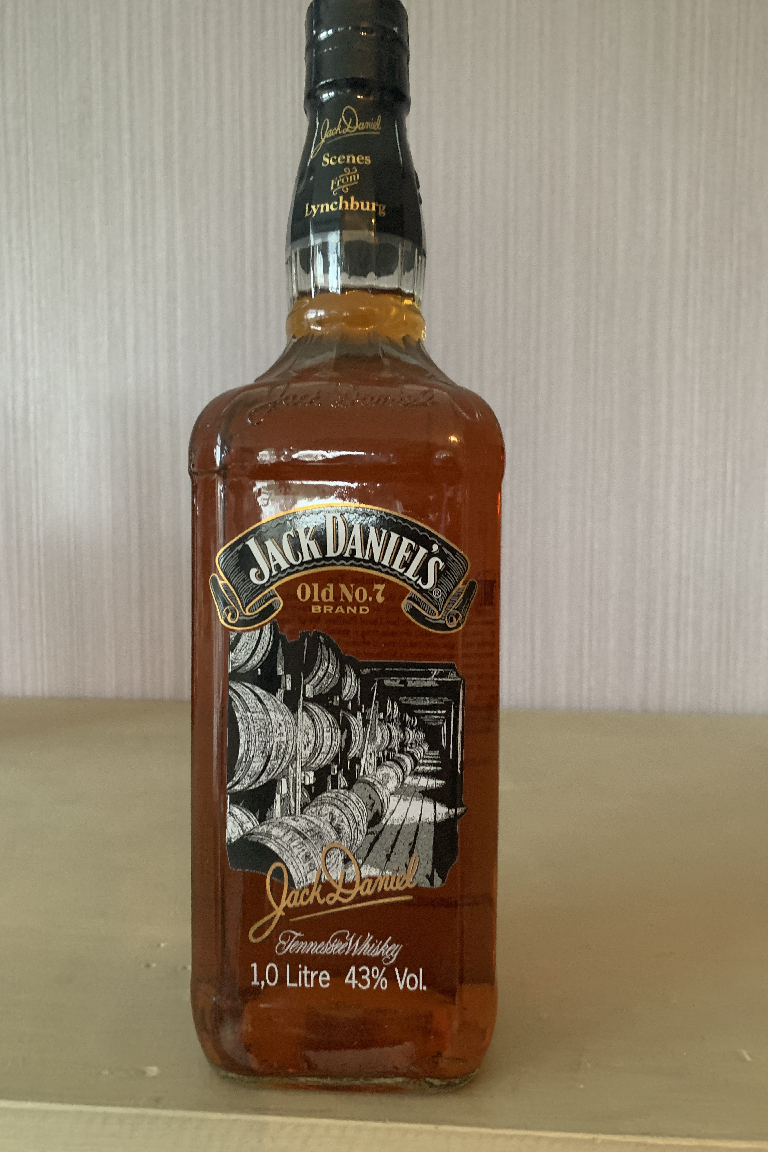 Jack Daniel
Scenes
From
Lynchburg
Jack Daniel
JACK DANIEL'S®
Old No.7
BRAND
Jack Daniel
Tennessee Whiskey
1,0 Litre 43% Vol.